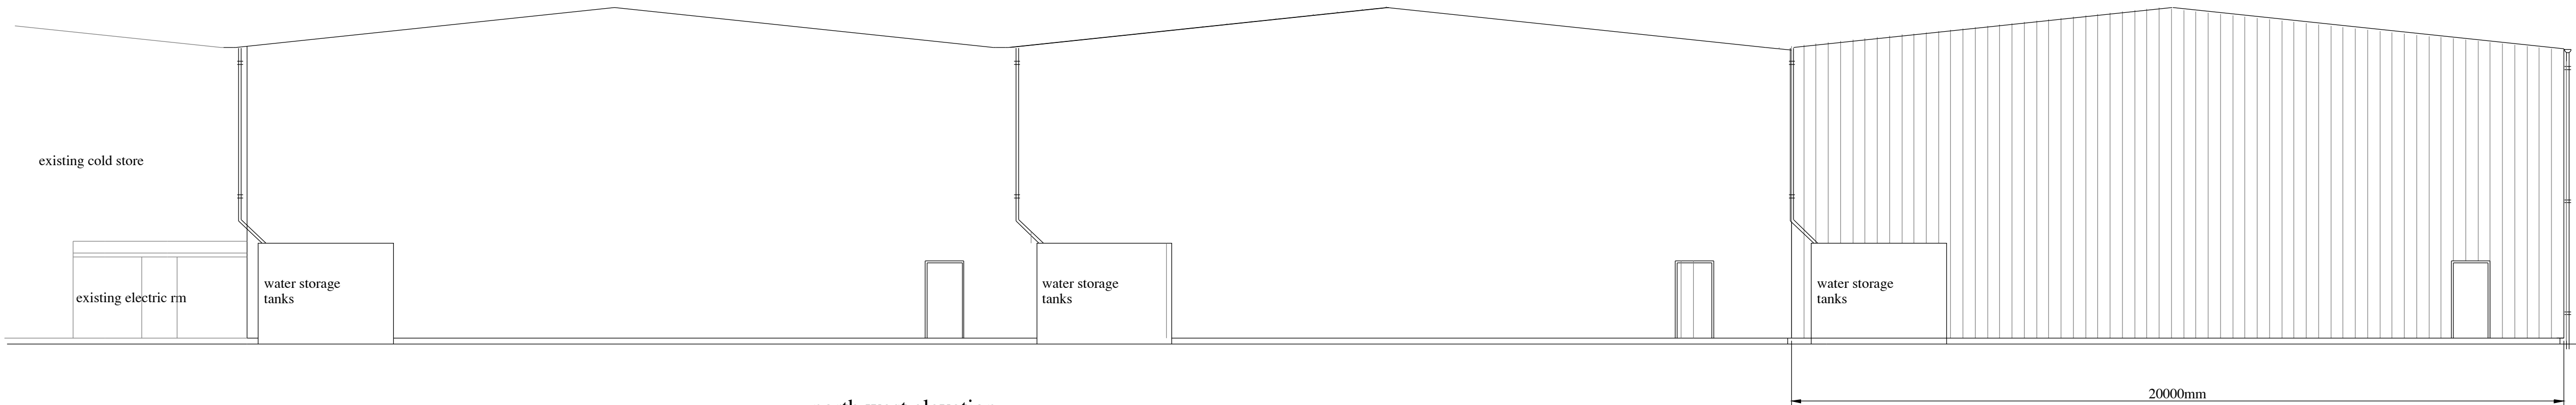 existing cold store
existing electric rm
water storage
tanks
water storage
tanks
water storage
tanks
20000mm